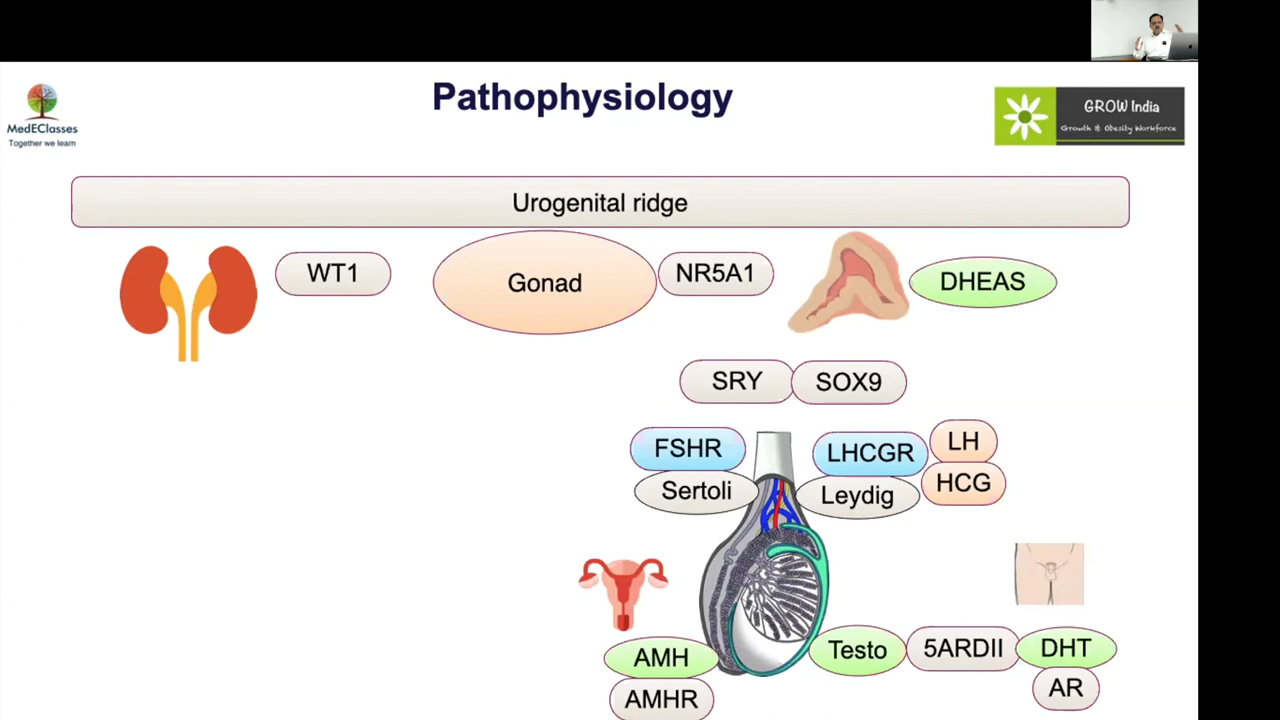 Pathophysiology
MedEClasses
Together we learn
GROW India
Growth & Obesity Workforce
Urogenital ridge
WT1
Gonad
NR5A1
DHEAS
SRY
SOX9
FSHR
LHCGR
LH
Sertoli
Leydig
HCG
AMH
Testo
5ARDII
DHT
AMHR
AR